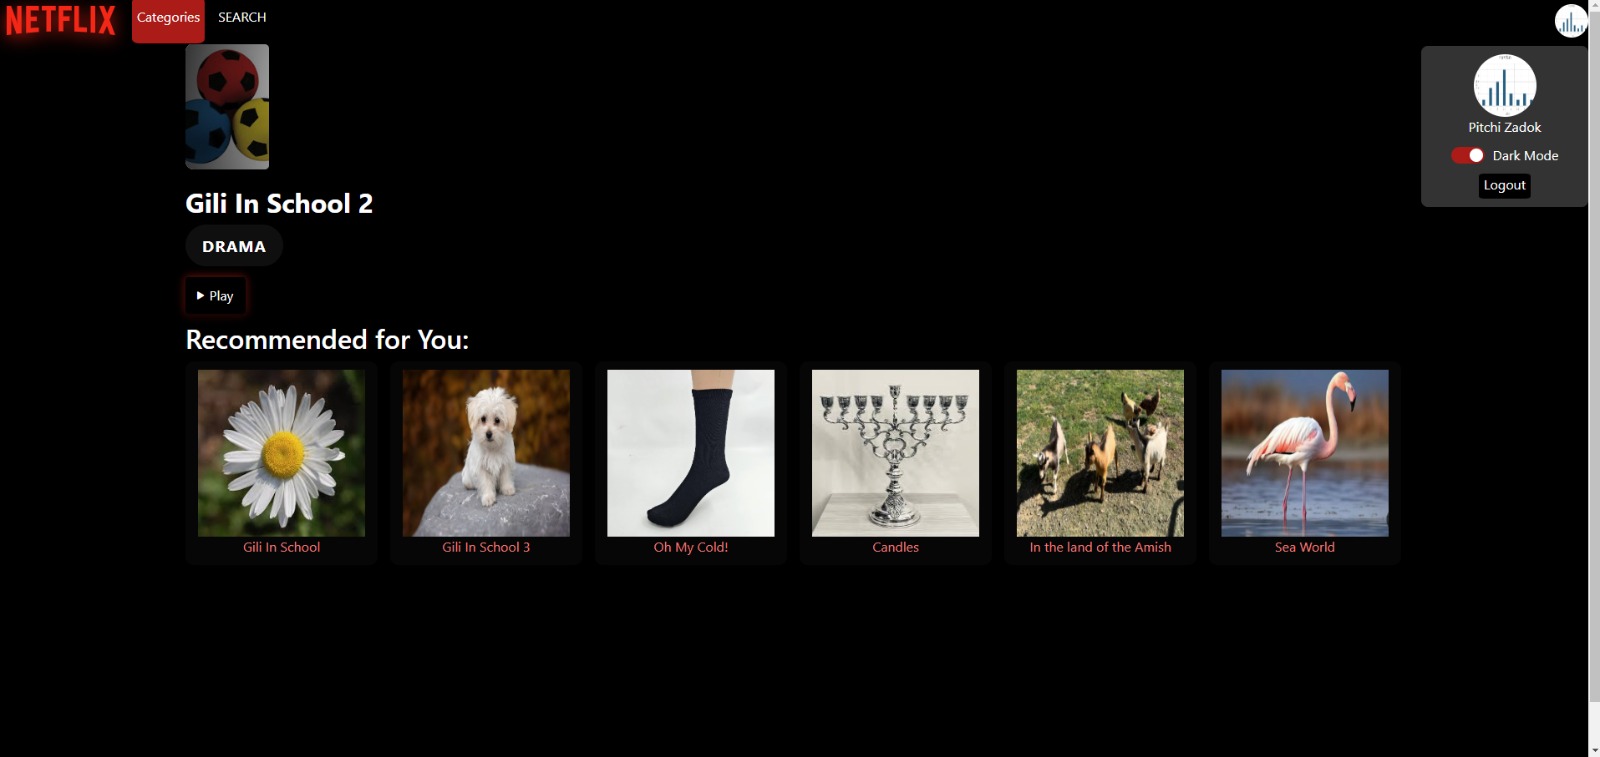 NETFLIX
Categories
SEARCH
Pitchi Zadok
Dark Mode
Logout
Gili In School 2
DRAMA
Play
Recommended for You:
Gili In School
Gili In School 3
Oh My Cold!
Candles
In the land of the Amish
Sea World